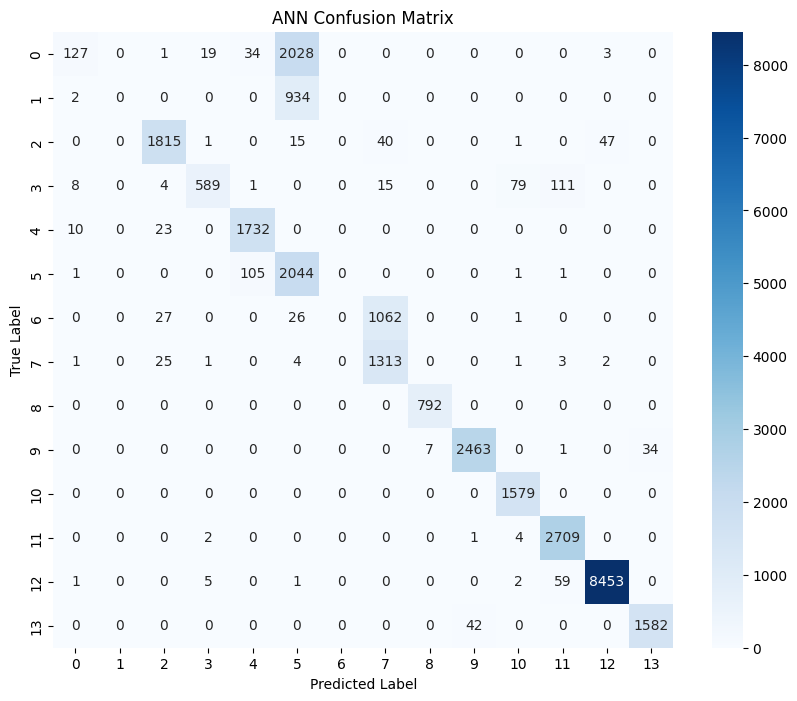 ANN Confusion Matrix
0 127 0 1 19 34 2028 0 0 0 0 0 0 3 0
1 2 0 0 0 0 934 0 0 0 0 0 0 0 0
2 0 0 1815 1 0 15 0 40 0 0 1 0 47 0
3 8 0 4 589 1 0 0 15 0 0 79 111 0 0
4 10 0 23 0 1732 0 0 0 0 0 0 0 0 0
5 1 0 0 0 105 2044 0 0 0 0 1 1 0 0
6 0 0 27 0 0 26 0 1062 0 0 1 0 0 0
7 1 0 25 1 0 4 0 1313 0 0 1 3 2 0
8 0 0 0 0 0 0 0 0 792 0 0 0 0 0
9 0 0 0 0 0 0 0 0 7 2463 0 1 0 34
10 0 0 0 0 0 0 0 0 0 0 1579 0 0 0
11 0 0 0 2 0 0 0 0 0 1 4 2709 0 0
12 1 0 0 5 0 1 0 0 0 0 2 59 8453 0
13 0 0 0 0 0 0 0 0 0 42 0 0 0 1582
0 1 2 3 4 5 6 7 8 9 10 11 12 13
Predicted Label
True Label
8000
7000
6000
5000
4000
3000
2000
1000
0